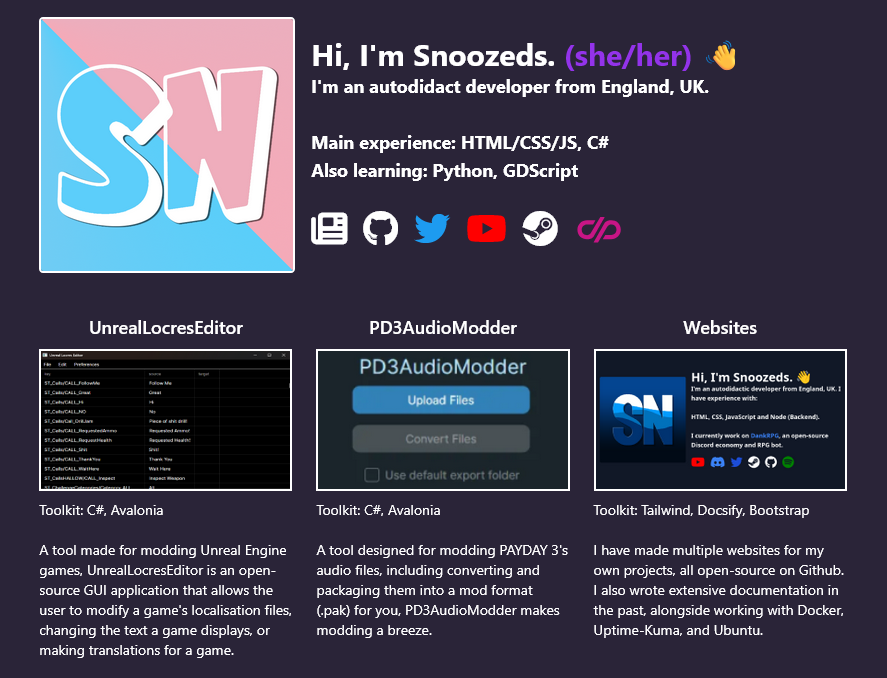 SN
Hi, I'm Snoozeds. (she/her) 👋
I'm an autodidact developer from England, UK.
Main experience: HTML/CSS/JS, C#
Also learning: Python, GDScript
UnrealLocresEditor
Unreal Locres Editor
File Edit Preferences
key source target
ST_Calls/CALL_FollowMe Follow Me
ST_Calls/CALL_Great Great
ST_Calls/CALL_Hi Hi
ST_Calls/CALL_NO No
ST_Calls/Call_DrillJam Piece of shit drill!
ST_Calls/CALL_RequestedAmmo Requested Ammo!
ST_Calls/CALL_RequestHealth Requested Health!
ST_Calls/CALL_Shit Shit!
ST_Calls/CALL_ThankYou Thank You
ST_Calls/CALL_WaitHere Wait Here
ST_CallsHALLOW/CALL_Inspect Inspect Weapon
Toolkit: C#, Avalonia
A tool made for modding Unreal Engine
games, UnrealLocresEditor is an open-
source GUI application that allows the
user to modify a game's localisation files,
changing the text a game displays, or
making translations for a game.
PD3AudioModder
PD3AudioModder
Upload Files
Convert Files
Use default export folder
Toolkit: C#, Avalonia
A tool designed for modding PAYDAY 3's
audio files, including converting and
packaging them into a mod format
(.pak) for you, PD3AudioModder makes
modding a breeze.
Websites
SN
Hi, I'm Snoozeds. 👋
I'm an autodidactic developer from England, UK. I
have experience with:
HTML, CSS, JavaScript and Node (Backend).
I currently work on DankRPG, an open-source
Discord economy and RPG bot.
Toolkit: Tailwind, Docsify, Bootstrap
I have made multiple websites for my
own projects, all open-source on Github.
I also wrote extensive documentation in
the past, alongside working with Docker,
Uptime-Kuma, and Ubuntu.